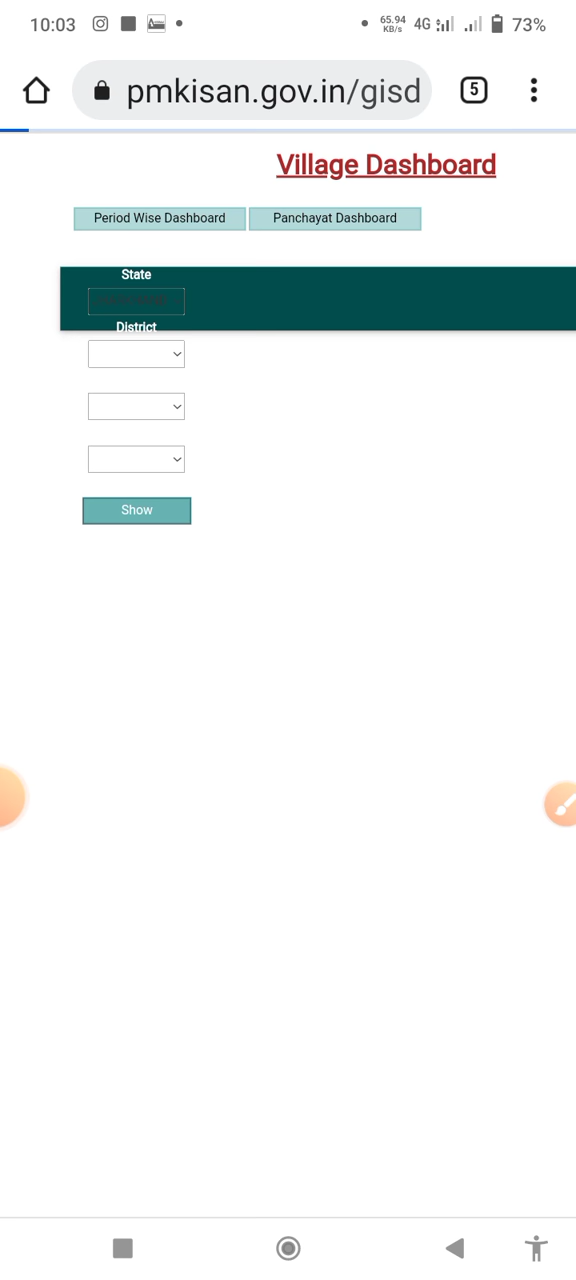 10:03 65.94 KB/s 4G 73%
pmkisan.gov.in/gisd 5
Village Dashboard
Period Wise Dashboard Panchayat Dashboard
State
District
Show